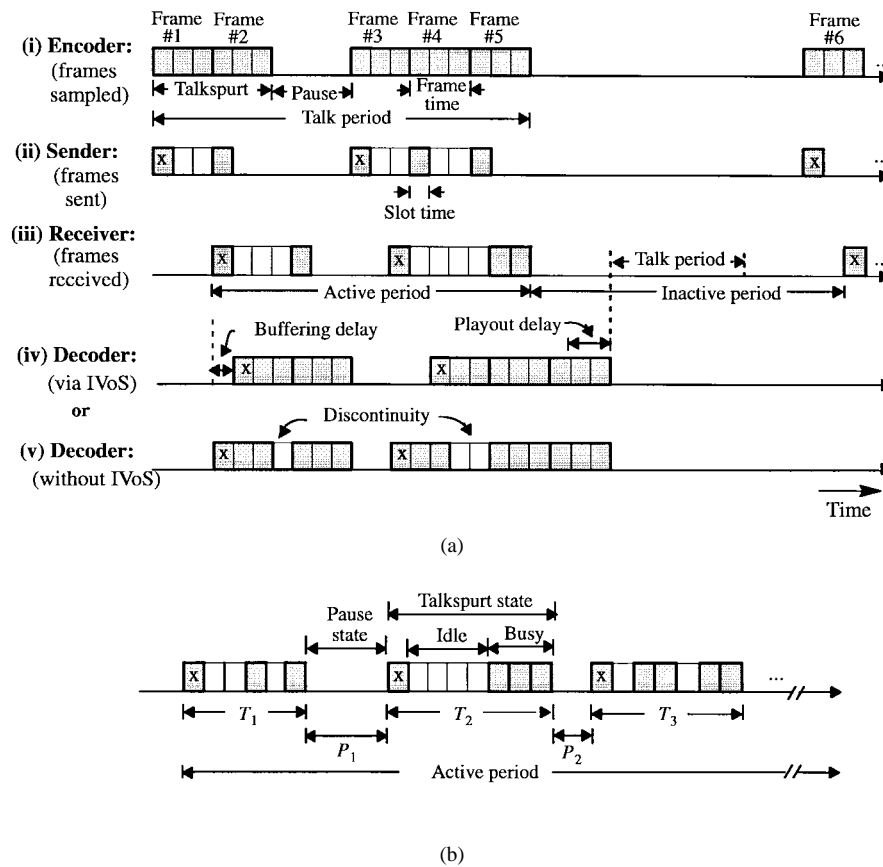 Frame Frame Frame Frame Frame Frame
#1 #2 #3 #4 #5 #6
(i) Encoder:
(frames
sampled)
...
Talkspurt Pause Frame
time
Talk period
(ii) Sender:
(frames
sent)
x x x ...
Slot time
(iii) Receiver:
(frames
received)
x x x ...
Talk period
Active period Inactive period
Buffering delay Playout delay
(iv) Decoder:
(via IVoS)
x x
or
Discontinuity
(v) Decoder:
(without IVoS)
x x
Time
(a)
Talkspurt state
Pause
state
Idle Busy
x x x ...
T1 T2 T3
P1 P2
Active period
(b)